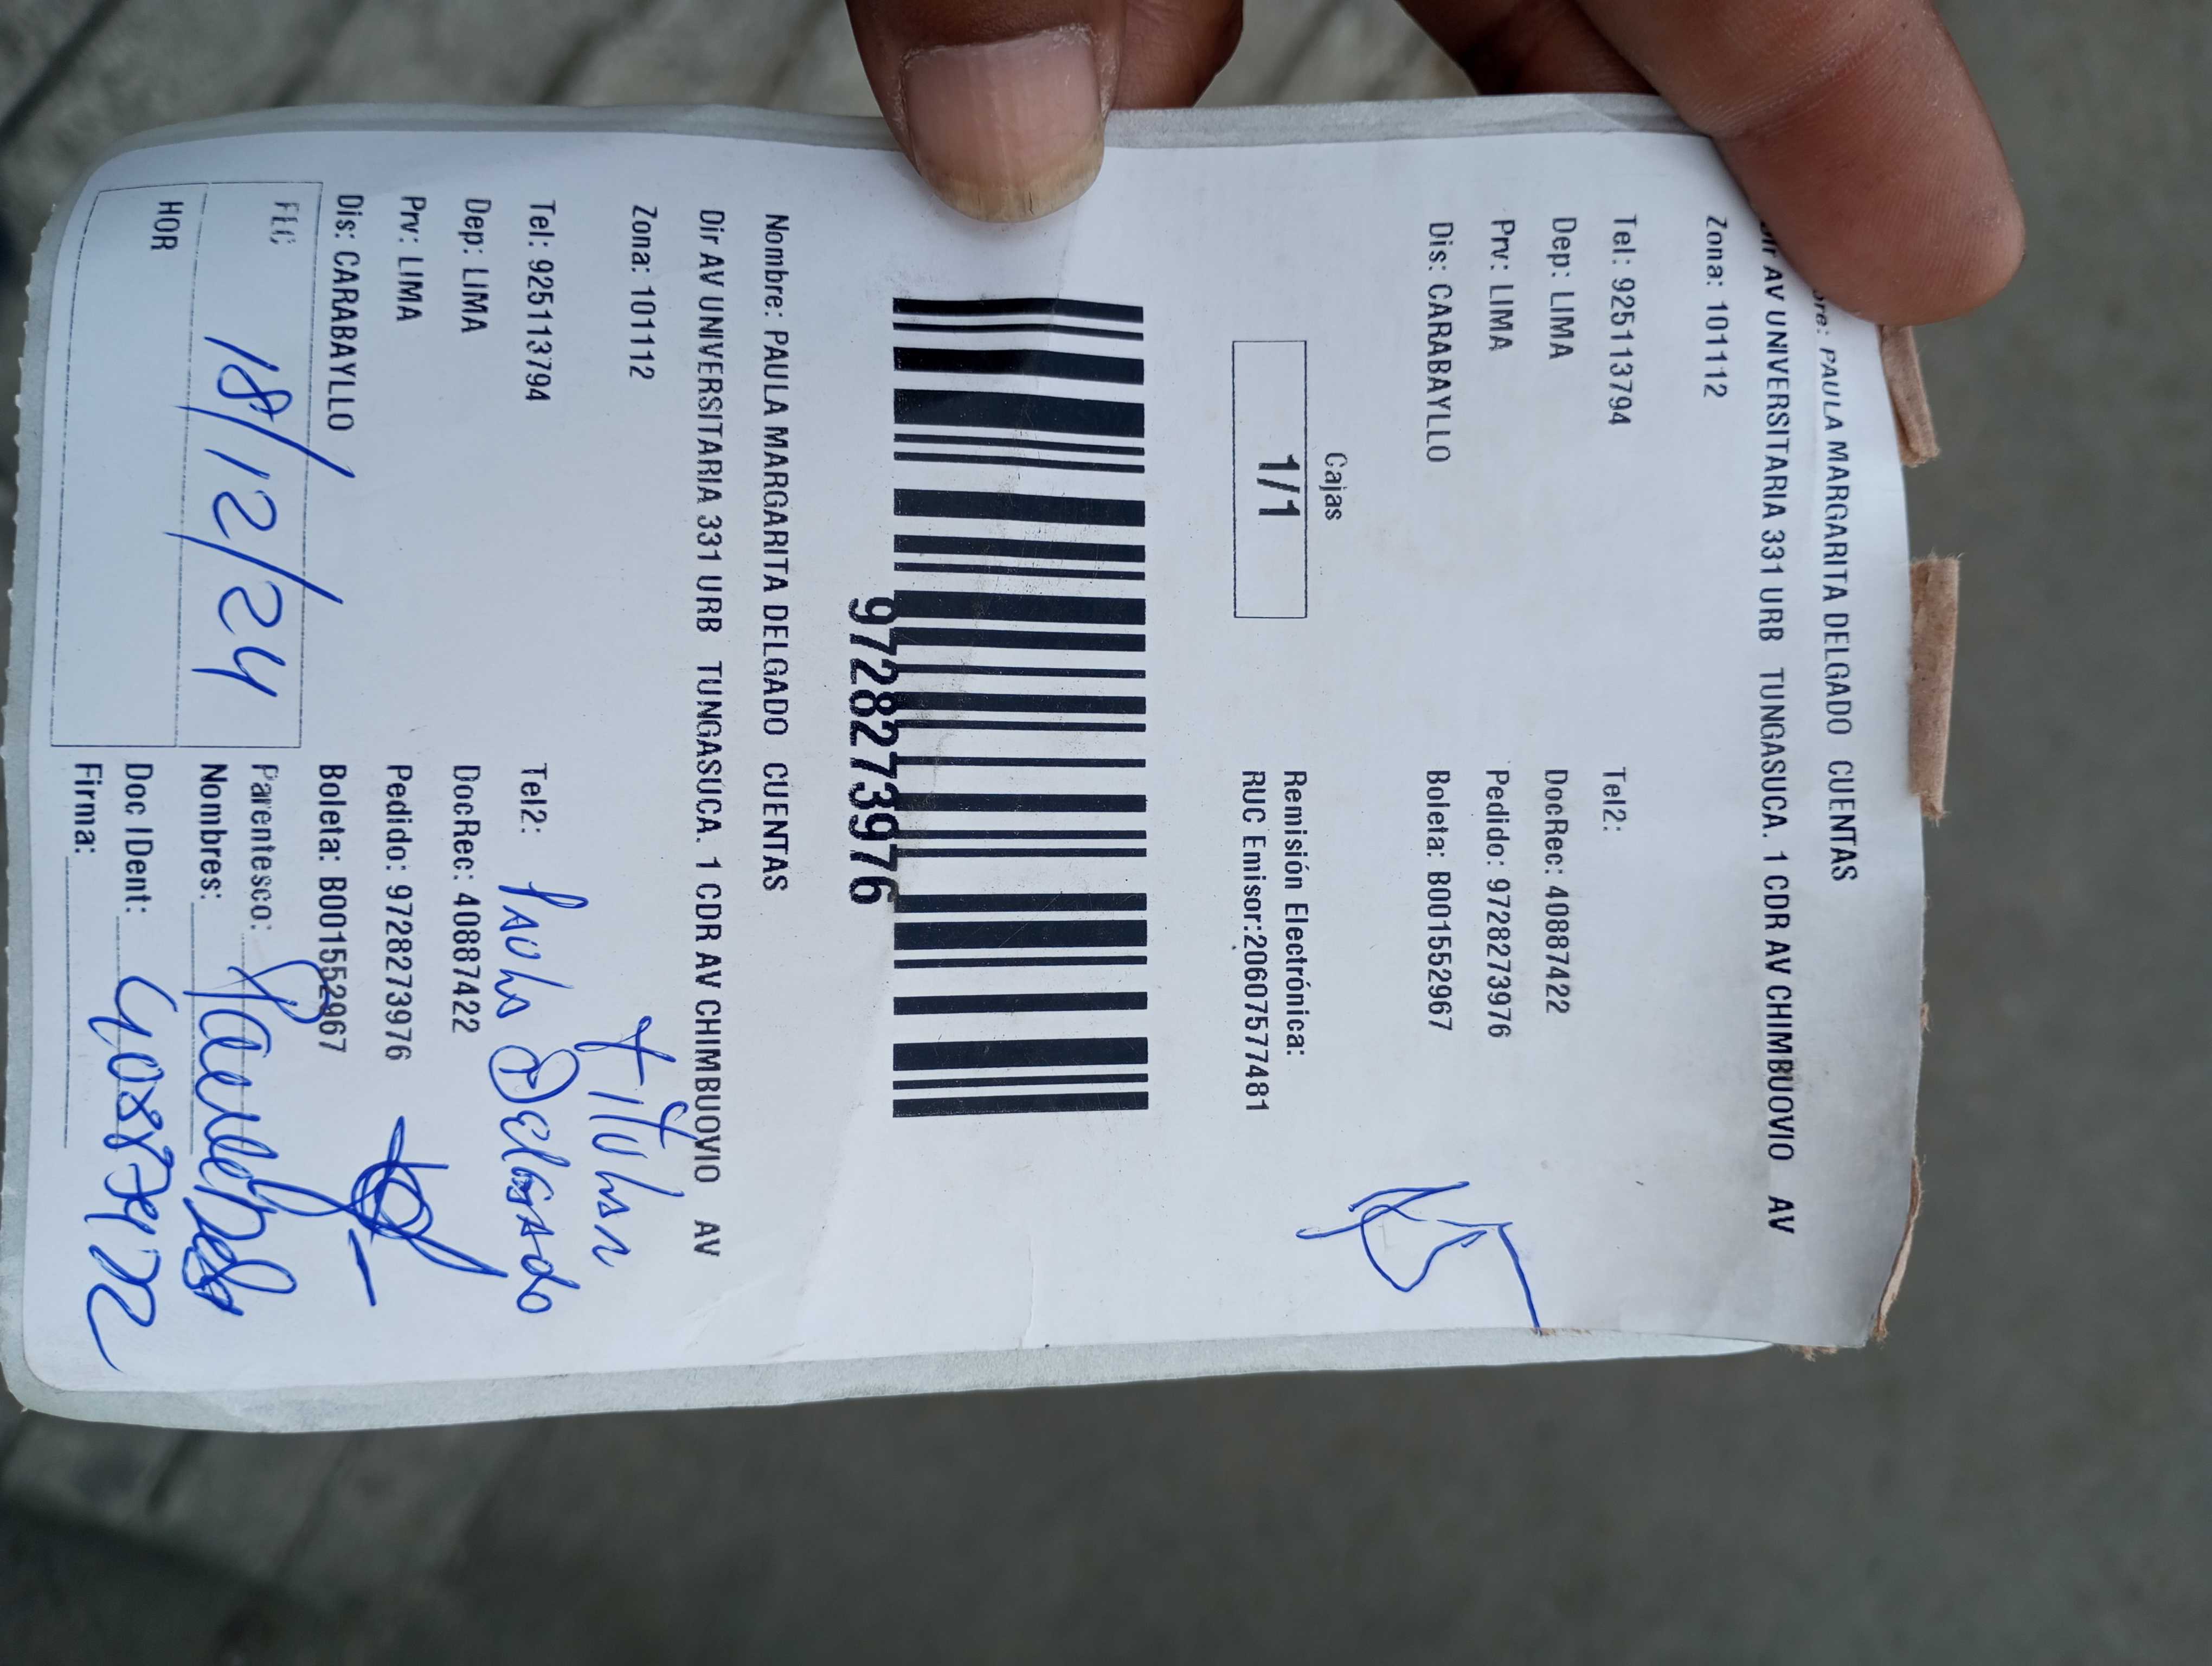 bre: PAULA MARGARITA DELGADO CUENTAS
Dir AV UNIVERSITARIA 331 URB TUNGASUCA. 1 CDR AV CHIMBUOVIO AV
Zona: 101112
Tel: 925113794 Tel2:
Dep: LIMA DocRec: 40887422
Prv: LIMA Pedido: 9728273976
Dis: CARABAYLLO Boleta: B001552967
Cajas
1/1
Remisión Electrónica:
RUC Emisor:20607577481
9728273976
Nombre: PAULA MARGARITA DELGADO CUENTAS
Dir AV UNIVERSITARIA 331 URB TUNGASUCA. 1 CDR AV CHIMBUOVIO AV
Zona: 101112
titular
Tel: 925113794 Tel2: Paula Delgado
Dep: LIMA DocRec: 40887422
Prv: LIMA Pedido: 9728273976
Dis: CARABAYLLO Boleta: B001552967
FEC 18/12/24 Parentesco:
Nombres:
HOR Doc IDent: 40887422
Firma: